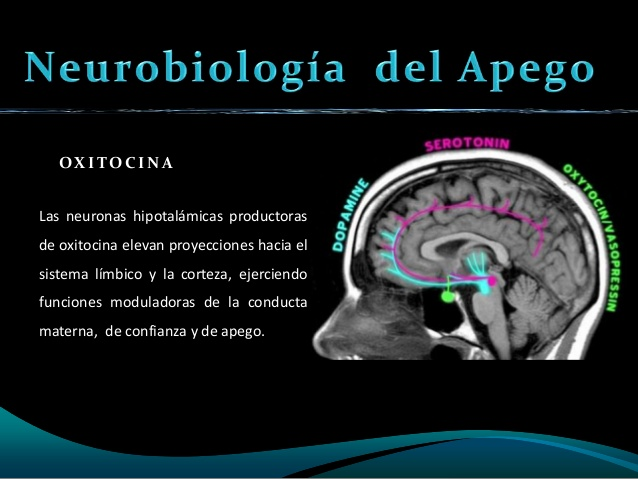 Neurobiología del Apego
OXITOCINA
Las neuronas hipotalámicas productoras
de oxitocina elevan proyecciones hacia el
sistema límbico y la corteza, ejerciendo
funciones moduladoras de la conducta
materna, de confianza y de apego.
DOPAMINE
SEROTONIN
OXYTOCIN/VASOPRESSIN